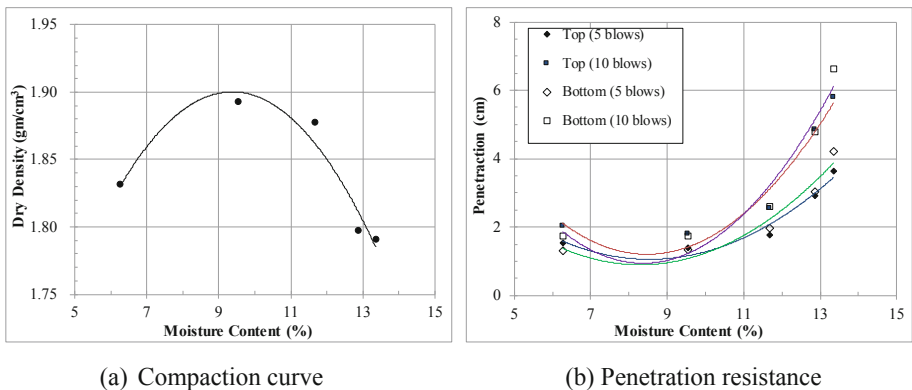 1.95
1.90
1.85
1.80
1.75
Dry Density (gm/cm³)
5 7 9 11 13 15
Moisture Content (%)
(a) Compaction curve
8
6
4
2
0
Penetraction (cm)
Top (5 blows)
Top (10 blows)
Bottom (5 blows)
Bottom (10 blows)
5 7 9 11 13 15
Moisture Content (%)
(b) Penetration resistance